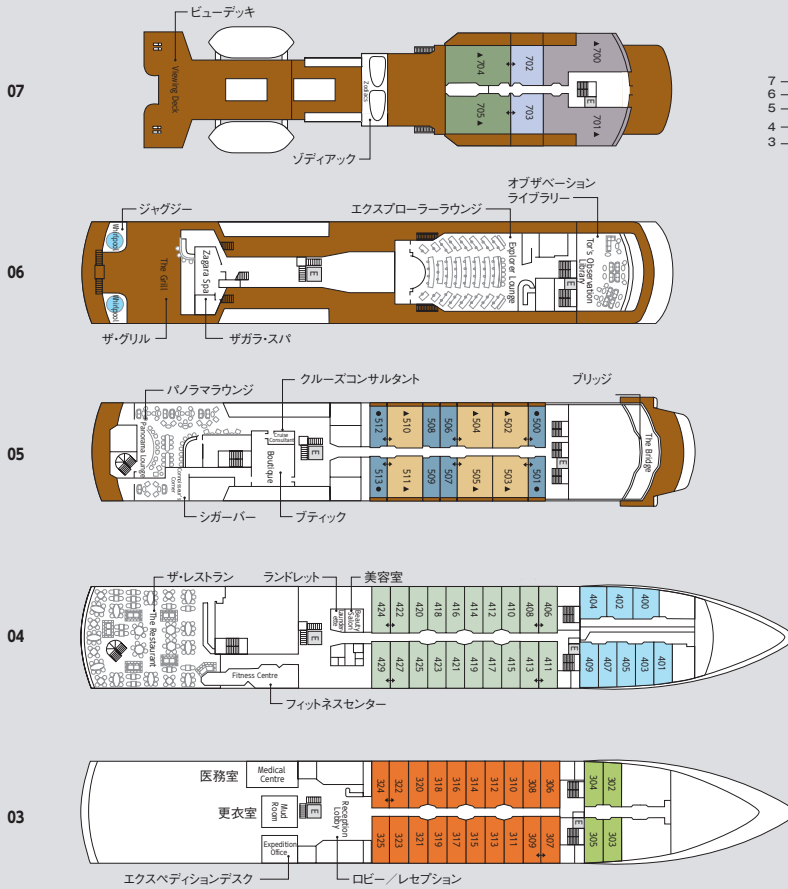 ビューデッキ
07
Viewing Deck
Zodiacs
ゾディアック
704
702
700
705
703
701
E
7
6
5
4
3
ジャグジー
エクスプローラーラウンジ
オブザベーション
ライブラリー
06
Whirlpool
The Grill
Whirlpool
Zagara Spa
E
Explorer Lounge
E
Tor's Observation
Library
ザ・グリル
ザガラ・スパ
パノラマラウンジ
クルーズコンサルタント
ブリッジ
05
Panorama Lounge
Connoisseur's
Corner
Cruise
Consultant
Boutique
E
512
510
508
506
504
502
500
513
511
509
507
505
503
501
E
The Bridge
シガーバー
ブティック
ザ・レストラン
ランドレット
美容室
04
The Restaurant
Fitness Centre
E
Laundr
ette
Beauty
Salon
424
422
420
418
416
414
412
410
408
406
404
402
400
429
427
425
423
421
419
417
415
413
411
409
407
405
403
401
E
フィットネスセンター
03
医務室
Medical
Centre
更衣室
Mud
Room
E
Expedition
Office
Reception
Lobby
324
322
320
318
316
314
312
310
308
306
304
302
325
323
321
319
317
315
313
311
309
307
305
303
E
エクスペディションデスク
ロビー／レセプション